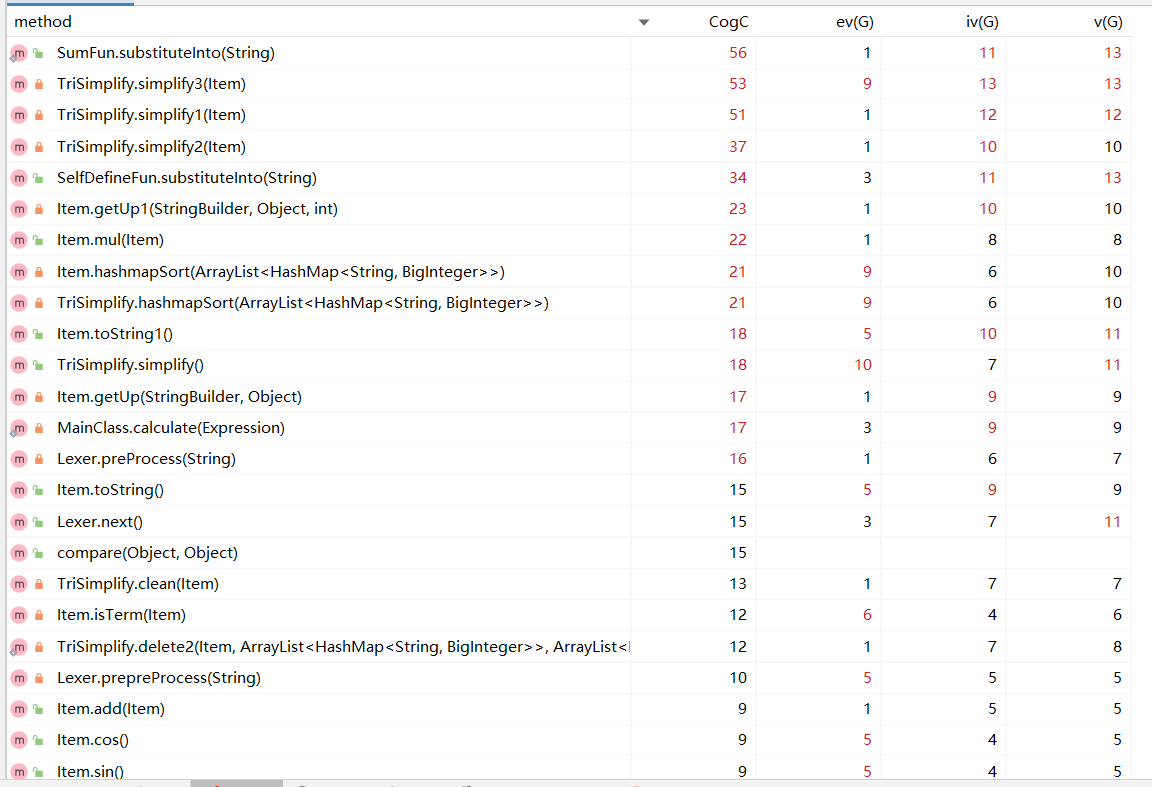 method CogC ev(G) iv(G) v(G)
m SumFun.substituteInto(String) 56 1 11 13
m TriSimplify.simplify3(Item) 53 9 13 13
m TriSimplify.simplify1(Item) 51 1 12 12
m TriSimplify.simplify2(Item) 37 1 10 10
m SelfDefineFun.substituteInto(String) 34 3 11 13
m Item.getUp1(StringBuilder, Object, int) 23 1 10 10
m Item.mul(Item) 22 1 8 8
m Item.hashmapSort(ArrayList<HashMap<String, BigInteger>>) 21 9 6 10
m TriSimplify.hashmapSort(ArrayList<HashMap<String, BigInteger>>) 21 9 6 10
m Item.toString1() 18 5 10 11
m TriSimplify.simplify() 18 10 7 11
m Item.getUp(StringBuilder, Object) 17 1 9 9
m MainClass.calculate(Expression) 17 3 9 9
m Lexer.preProcess(String) 16 1 6 7
m Item.toString() 15 5 9 9
m Lexer.next() 15 3 7 11
m compare(Object, Object) 15
m TriSimplify.clean(Item) 13 1 7 7
m Item.isTerm(Item) 12 6 4 6
m TriSimplify.delete2(Item, ArrayList<HashMap<String, BigInteger>>, ArrayList< 12 1 7 8
m Lexer.prepreProcess(String) 10 5 5 5
m Item.add(Item) 9 1 5 5
m Item.cos() 9 5 4 5
m Item.sin() 9 5 4 5